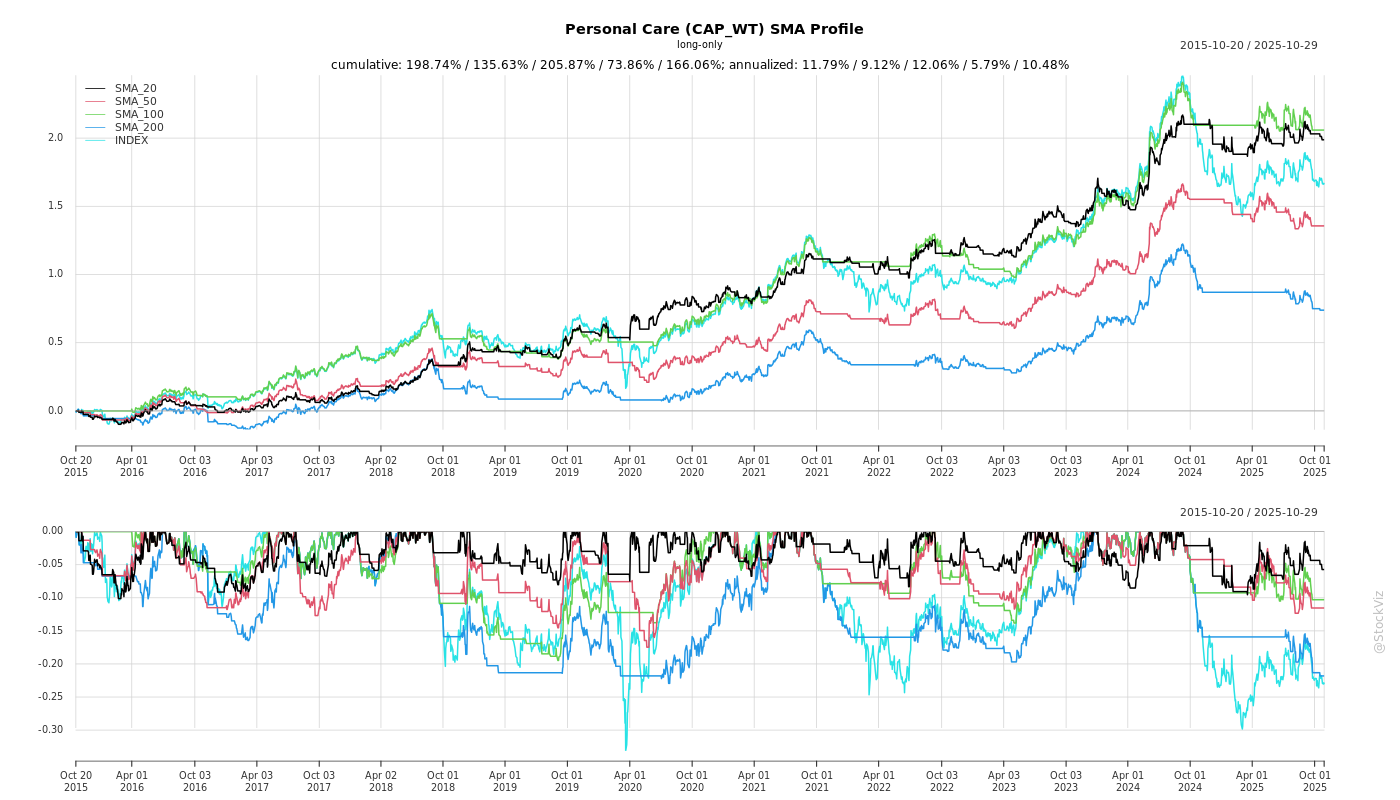 Personal Care (CAP_WT) SMA Profile
long-only
2015-10-20 / 2025-10-29
cumulative: 198.74% / 135.63% / 205.87% / 73.86% / 166.06%; annualized: 11.79% / 9.12% / 12.06% / 5.79% / 10.48%
SMA_20
SMA_50
SMA_100
SMA_200
INDEX
2.0
1.5
1.0
0.5
0.0
Oct 20 Apr 01 Oct 03 Apr 03 Oct 03 Apr 02 Oct 01 Apr 01 Oct 01 Apr 01 Oct 01 Apr 01 Oct 01 Apr 01 Oct 03 Apr 03 Oct 03 Apr 01 Oct 01 Apr 01 Oct 01
2015 2016 2016 2017 2017 2018 2018 2019 2019 2020 2020 2021 2021 2022 2022 2023 2023 2024 2024 2025 2025
2015-10-20 / 2025-10-29
0.00
-0.05
-0.10
-0.15
-0.20
-0.25
-0.30
Oct 20 Apr 01 Oct 03 Apr 03 Oct 03 Apr 02 Oct 01 Apr 01 Oct 01 Apr 01 Oct 01 Apr 01 Oct 01 Apr 01 Oct 03 Apr 03 Oct 03 Apr 01 Oct 01 Apr 01 Oct 01
2015 2016 2016 2017 2017 2018 2018 2019 2019 2020 2020 2021 2021 2022 2022 2023 2023 2024 2024 2025 2025
@StockViz